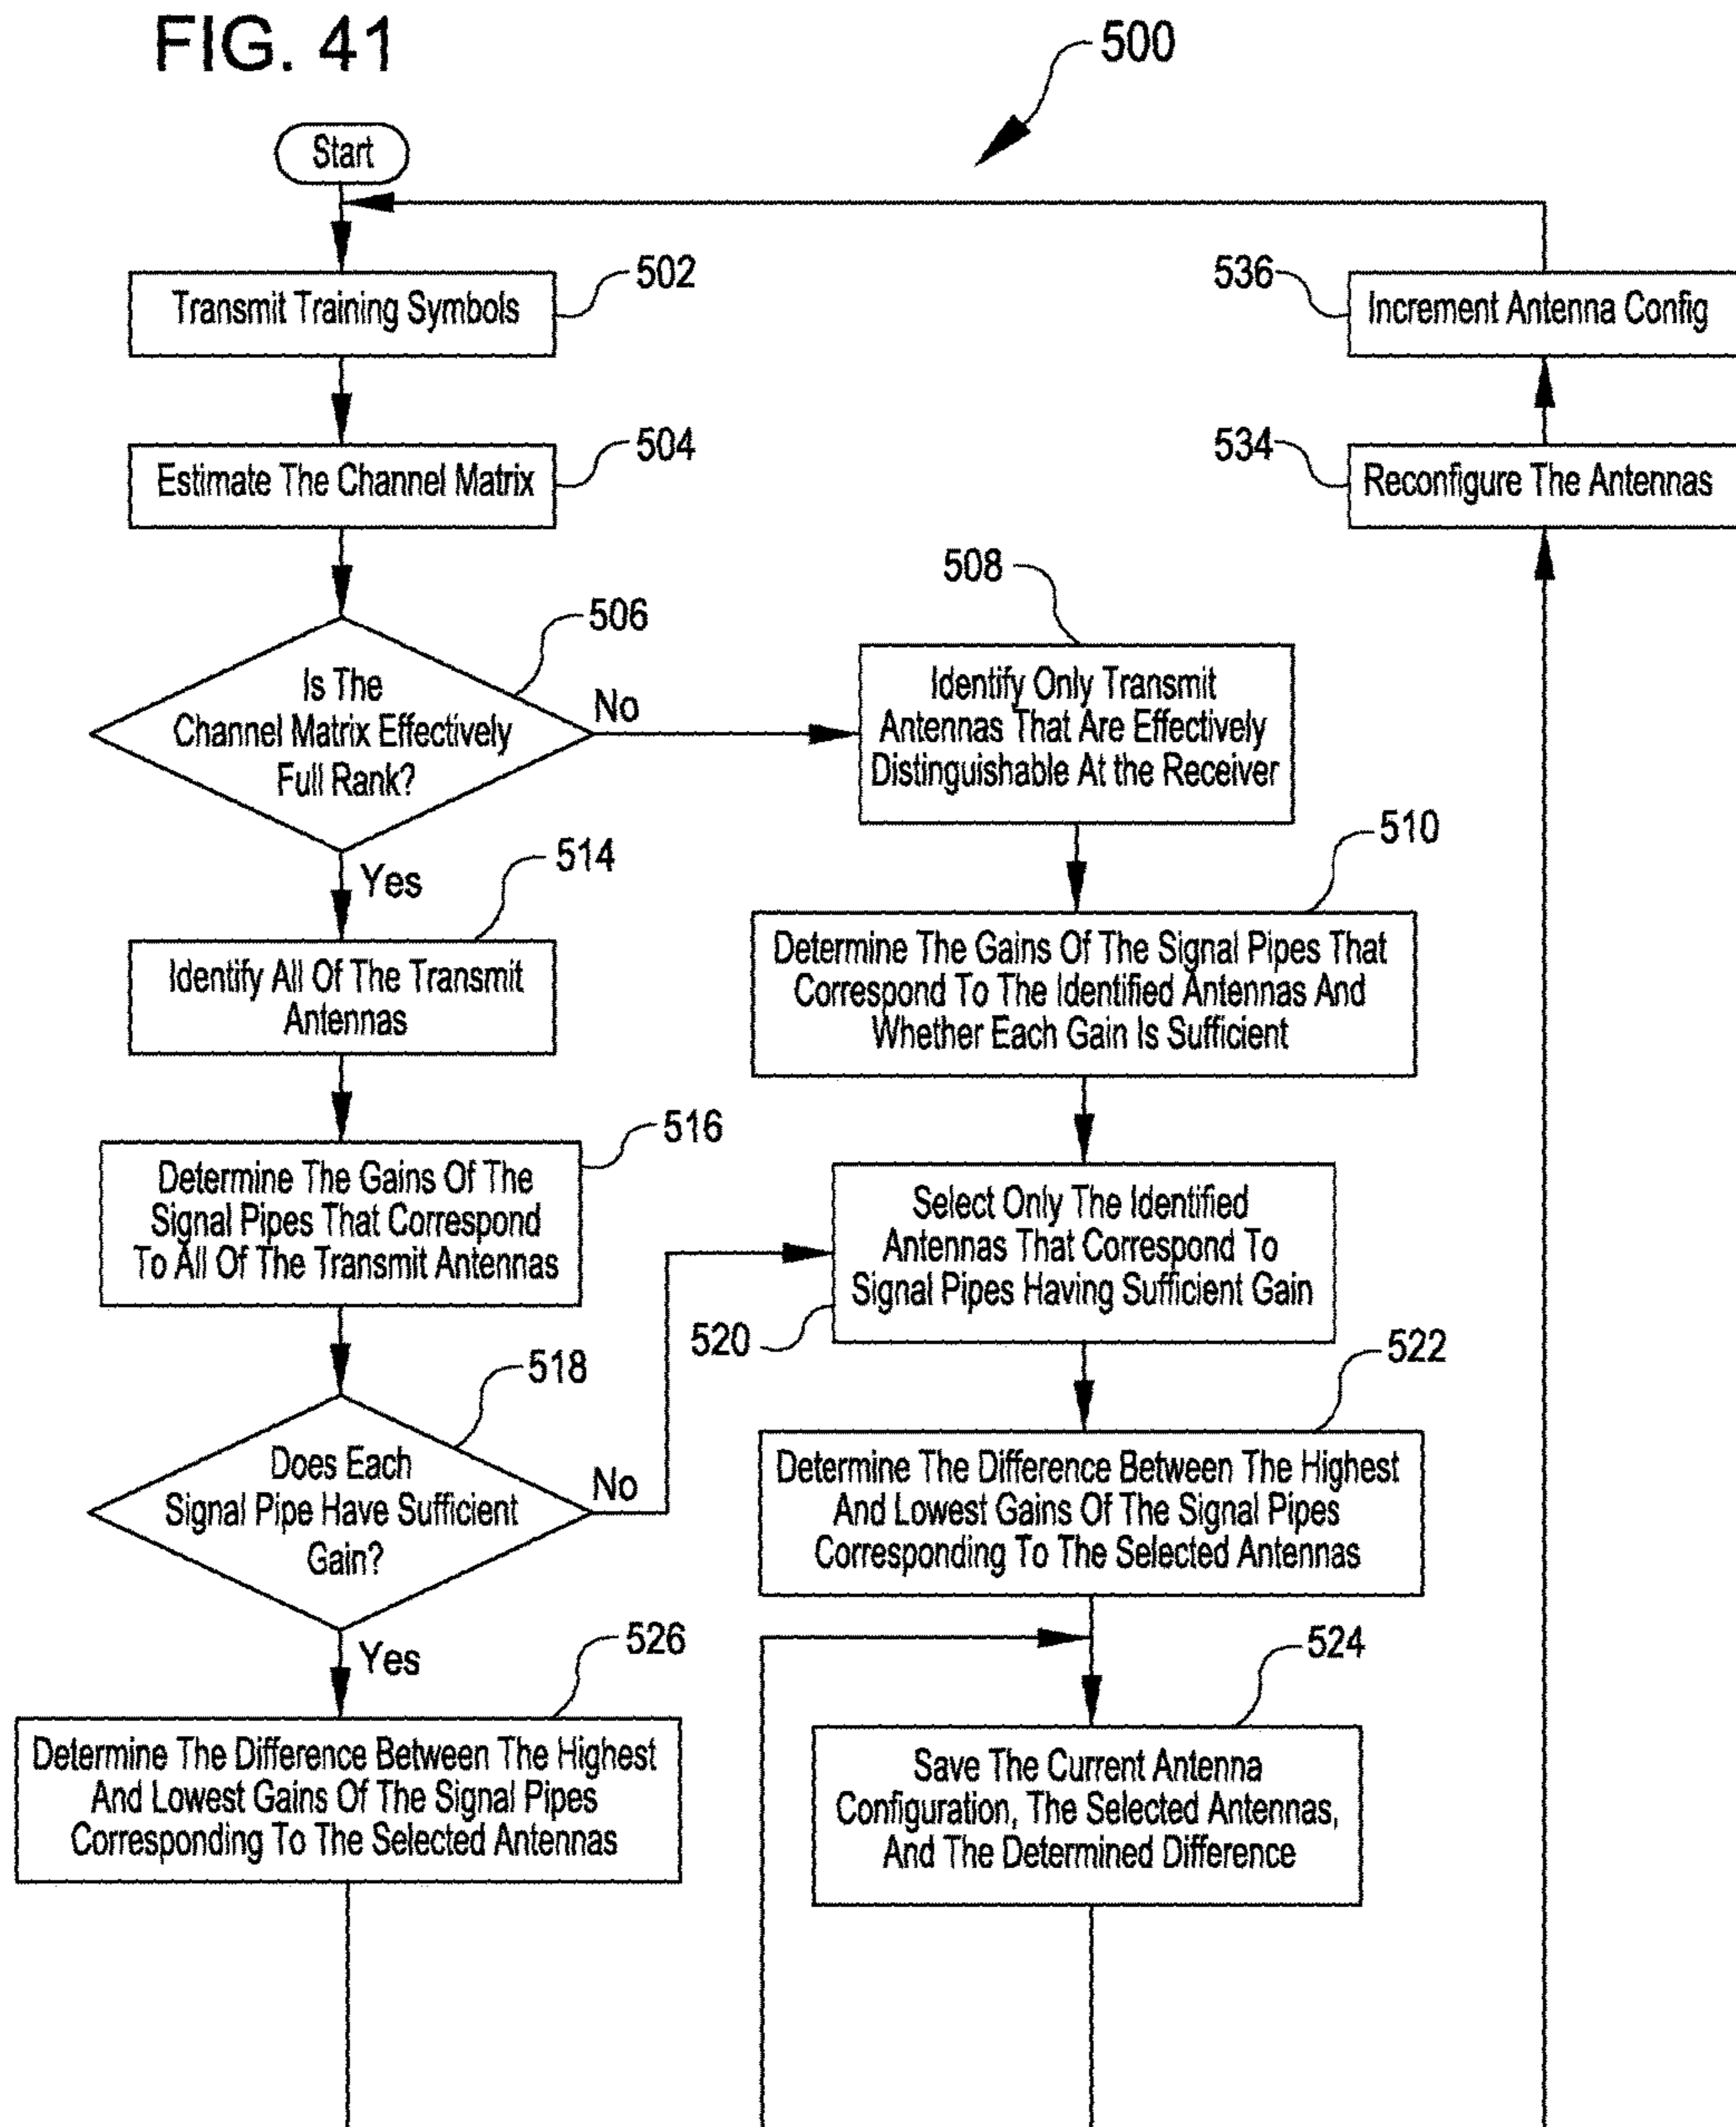 FIG. 41
500
Start
Transmit Training Symbols
502
Estimate The Channel Matrix
504
Is The
Channel Matrix Effectively
Full Rank?
506
No
Yes
508
Identify Only Transmit
Antennas That Are Effectively
Distinguishable At the Receiver
510
Determine The Gains Of The Signal Pipes That
Correspond To The Identified Antennas And
Whether Each Gain Is Sufficient
514
Identify All Of The Transmit
Antennas
516
Determine The Gains Of The
Signal Pipes That Correspond
To All Of The Transmit Antennas
518
Does Each
Signal Pipe Have Sufficient
Gain?
No
Yes
Select Only The Identified
Antennas That Correspond To
Signal Pipes Having Sufficient Gain
520
522
Determine The Difference Between The Highest
And Lowest Gains Of The Signal Pipes
Corresponding To The Selected Antennas
524
Save The Current Antenna
Configuration, The Selected Antennas,
And The Determined Difference
526
Determine The Difference Between The Highest
And Lowest Gains Of The Signal Pipes
Corresponding To The Selected Antennas
536
Increment Antenna Config
534
Reconfigure The Antennas